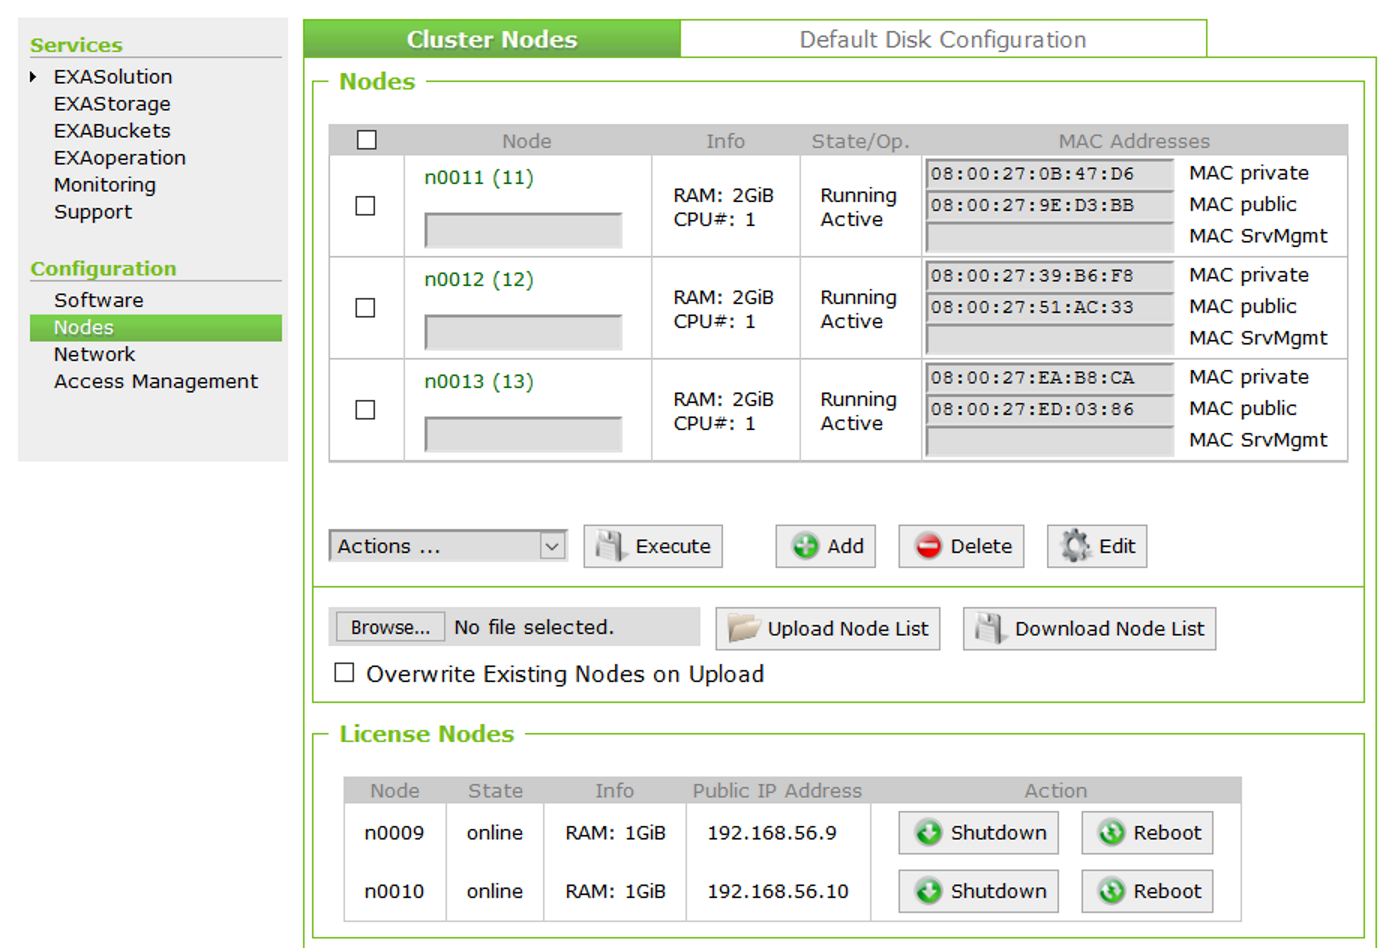 Services
EXASolution
EXAStorage
EXABuckets
EXAoperation
Monitoring
Support
Configuration
Software
Nodes
Network
Access Management
Cluster Nodes Default Disk Configuration
Nodes
Node Info State/Op. MAC Addresses
n0011 (11) RAM: 2GiB CPU#: 1 Running Active 08:00:27:0B:47:D6 MAC private
08:00:27:9E:D3:BB MAC public
MAC SrvMgmt
n0012 (12) RAM: 2GiB CPU#: 1 Running Active 08:00:27:39:B6:F8 MAC private
08:00:27:51:AC:33 MAC public
MAC SrvMgmt
n0013 (13) RAM: 2GiB CPU#: 1 Running Active 08:00:27:EA:B8:CA MAC private
08:00:27:ED:03:86 MAC public
MAC SrvMgmt
Actions ... Execute Add Delete Edit
Browse... No file selected. Upload Node List Download Node List
Overwrite Existing Nodes on Upload
License Nodes
Node State Info Public IP Address Action
n0009 online RAM: 1GiB 192.168.56.9 Shutdown Reboot
n0010 online RAM: 1GiB 192.168.56.10 Shutdown Reboot